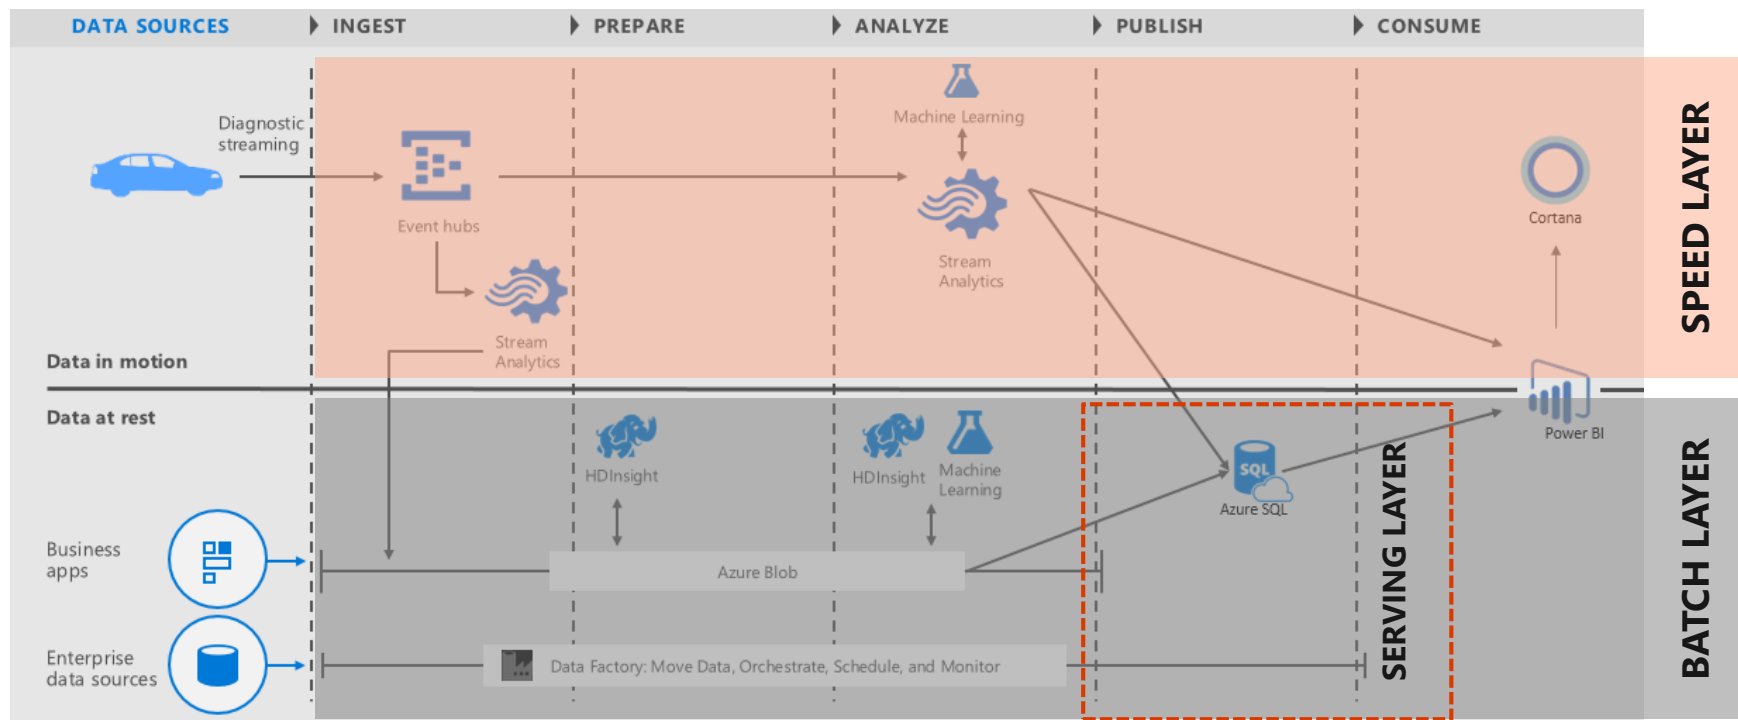 DATA SOURCES
INGEST
PREPARE
ANALYZE
PUBLISH
CONSUME
Diagnostic
streaming
Event hubs
Stream
Analytics
Machine Learning
Stream
Analytics
Cortana
SPEED LAYER
Data in motion
Data at rest
HDInsight
HDInsight
Machine
Learning
SQL
Azure SQL
Power BI
Business
apps
Azure Blob
Enterprise
data sources
Data Factory: Move Data, Orchestrate, Schedule, and Monitor
SERVING LAYER
BATCH LAYER